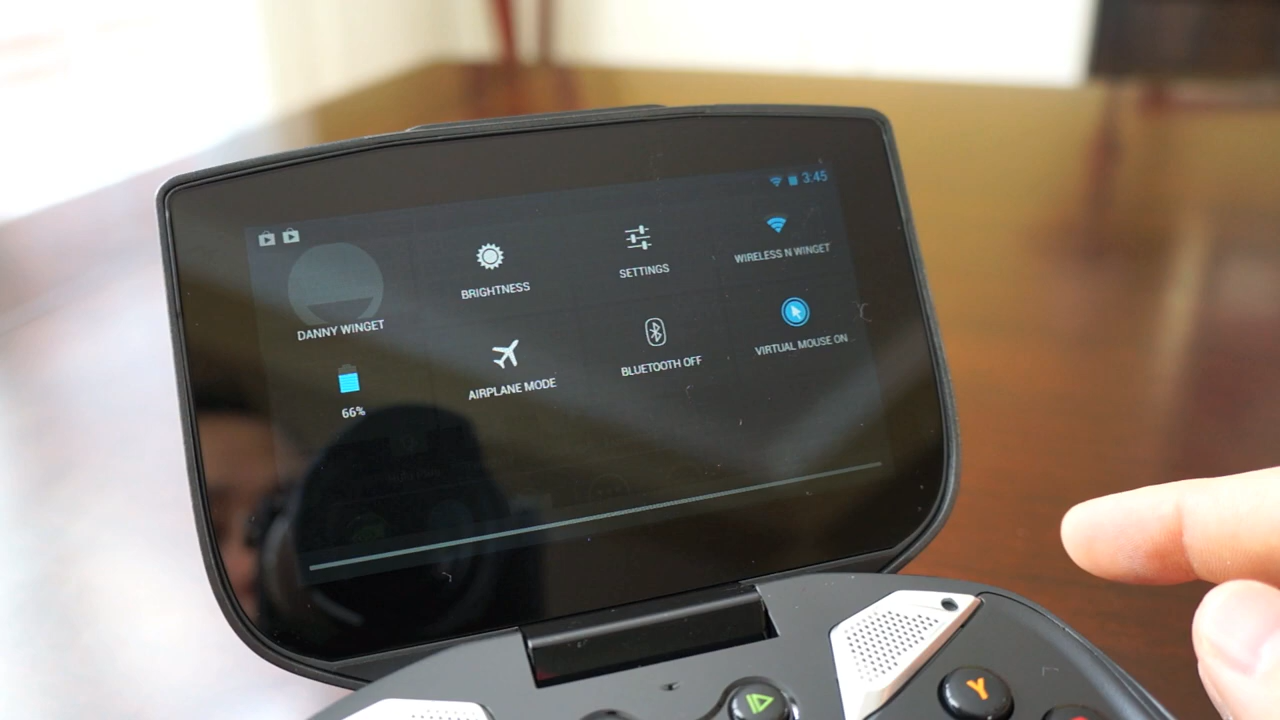 3:45
BRIGHTNESS
SETTINGS
WIRELESS N WINGET
DANNY WINGET
66%
AIRPLANE MODE
BLUETOOTH OFF
VIRTUAL MOUSE ON
Y